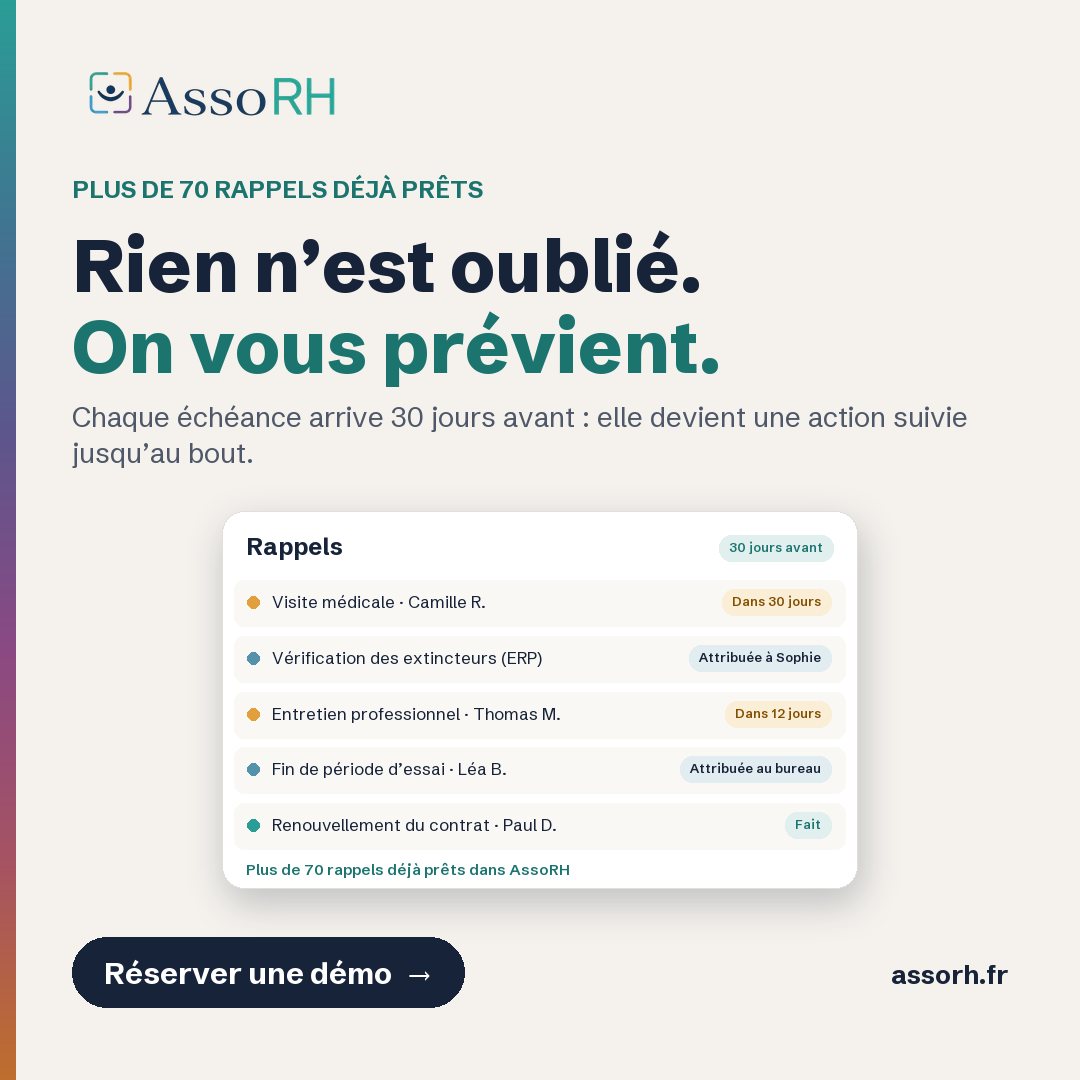 AssoRH
PLUS DE 70 RAPPELS DÉJÀ PRÊTS
Rien n’est oublié.
On vous prévient.
Chaque échéance arrive 30 jours avant : elle devient une action suivie
jusqu’au bout.
Rappels
30 jours avant
Visite médicale · Camille R.
Dans 30 jours
Vérification des extincteurs (ERP)
Attribuée à Sophie
Entretien professionnel · Thomas M.
Dans 12 jours
Fin de période d’essai · Léa B.
Attribuée au bureau
Renouvellement du contrat · Paul D.
Fait
Plus de 70 rappels déjà prêts dans AssoRH
Réserver une démo →
assorh.fr